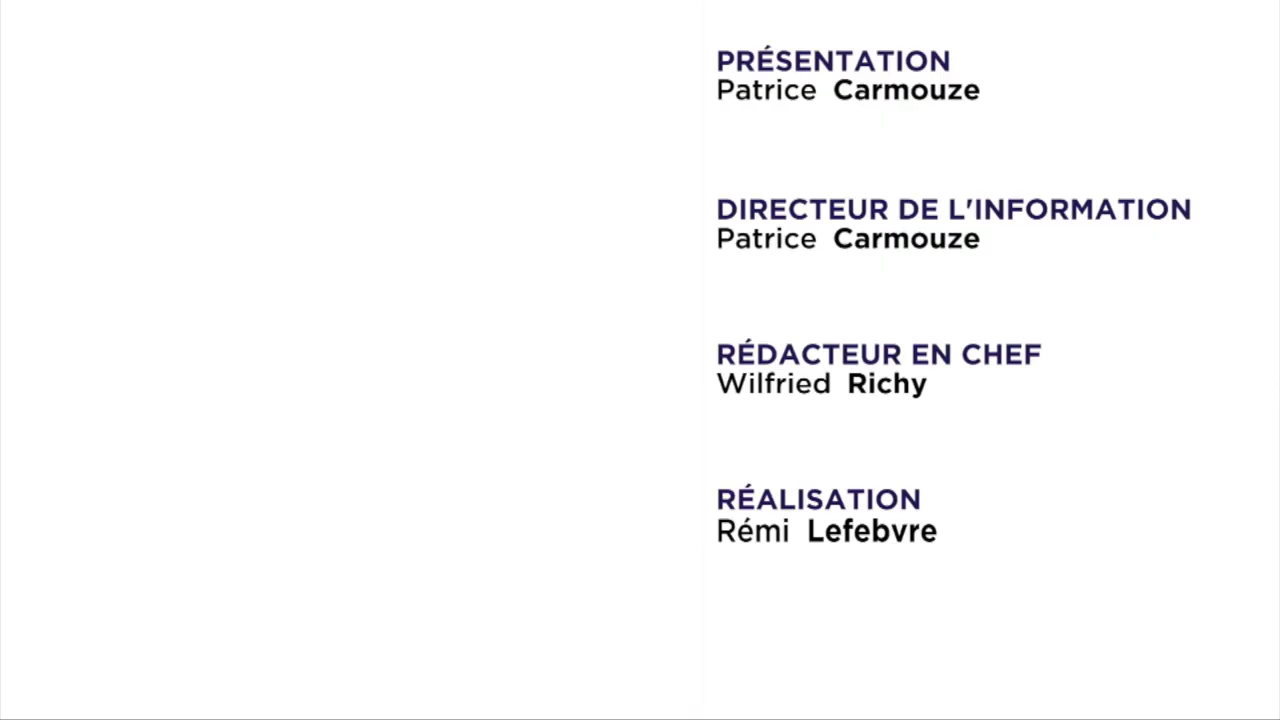 PRÉSENTATION
Patrice Carmouze
DIRECTEUR DE L'INFORMATION
Patrice Carmouze
RÉDACTEUR EN CHEF
Wilfried Richy
RÉALISATION
Rémi Lefebvre